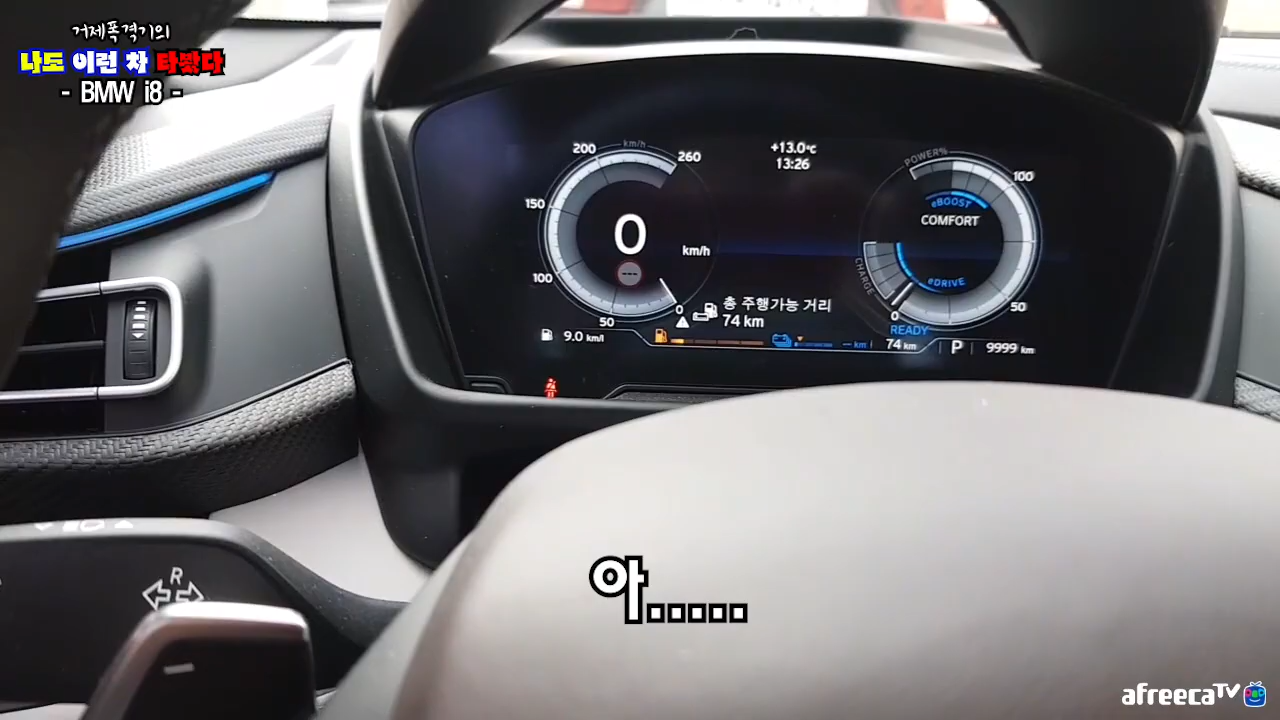 거제폭격기의
나도 이런 차 타봤다
- BMW i8 -
200 km/h 260
150
100
50
0
0
km/h
---
+13.0°c
13:26
POWER%
100
eBOOST
COMFORT
CHARGE
eDRIVE
50
0
총 주행가능 거리
74 km
READY
9.0 km/l
-- km
74 km
P
9999 km
R
아.....
afreecaTV